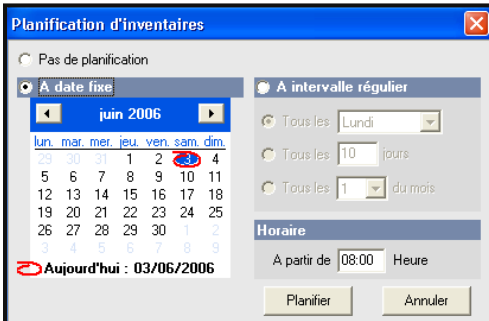 Planification d'inventaires
Pas de planification
A date fixe
juin 2006
lun. mar. mer. jeu. ven. sam. dim.
29 30 31 1 2 3 4
5 6 7 8 9 10 11
12 13 14 15 16 17 18
19 20 21 22 23 24 25
26 27 28 29 30 1 2
3 4 5 6 7 8 9
Aujourd'hui : 03/06/2006
A intervalle régulier
Tous les Lundi
Tous les 10 jours
Tous les 1 du mois
Horaire
A partir de 08:00 Heure
Planifier Annuler